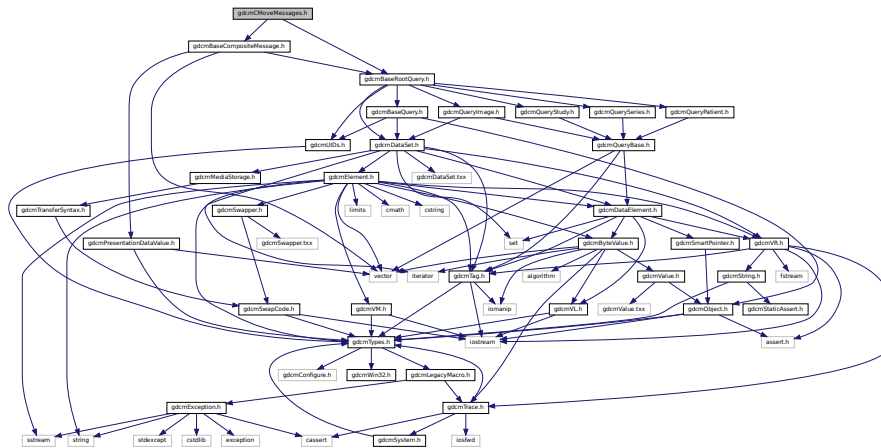 gdcmCMoveMessages.h
gdcmBaseCompositeMessage.h
gdcmBaseRootQuery.h
gdcmBaseQuery.h
gdcmQueryImage.h
gdcmQueryStudy.h
gdcmQuerySeries.h
gdcmQueryPatient.h
gdcmUIDs.h
gdcmDataSet.h
gdcmQueryBase.h
gdcmMediaStorage.h
gdcmElement.h
gdcmDataSet.txx
gdcmTransferSyntax.h
gdcmSwapper.h
limits
cmath
cstring
gdcmDataElement.h
gdcmPresentationDataValue.h
gdcmSwapper.txx
set
gdcmByteValue.h
gdcmSmartPointer.h
gdcmVR.h
vector
iterator
gdcmTag.h
algorithm
gdcmValue.h
gdcmString.h
fstream
gdcmSwapCode.h
gdcmVM.h
iomanip
gdcmVL.h
gdcmValue.txx
gdcmObject.h
gdcmStaticAssert.h
gdcmTypes.h
iostream
assert.h
gdcmConfigure.h
gdcmWin32.h
gdcmLegacyMacro.h
gdcmException.h
gdcmTrace.h
sstream
string
stdexcept
cstdlib
exception
cassert
gdcmSystem.h
iosfwd